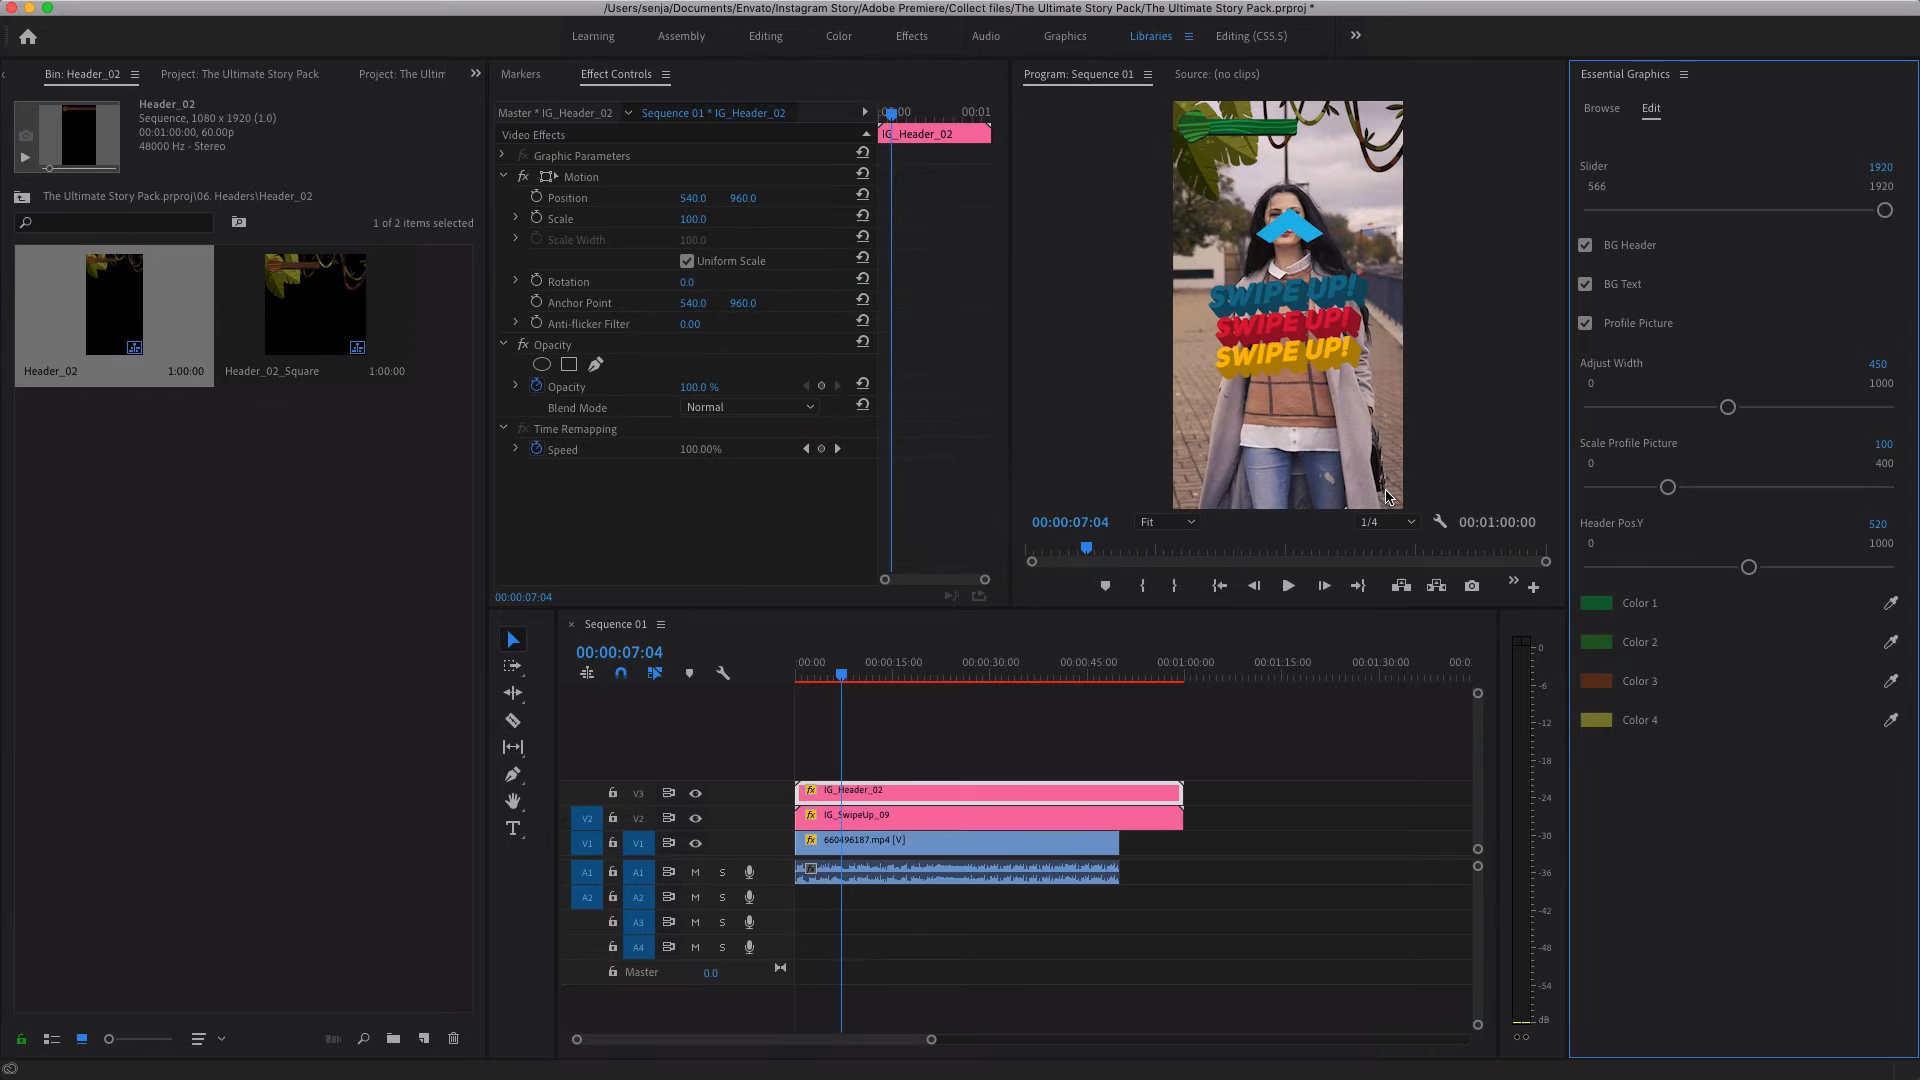 /Users/senja/Documents/Envato/Instagram Story/Adobe Premiere/Collect files/The Ultimate Story Pack/The Ultimate Story Pack.prproj *
Learning Assembly Editing Color Effects Audio Graphics Libraries Editing (CS5.5)
Bin: Header_02 Project: The Ultimate Story Pack Project: The Ultim
Header_02
Sequence, 1080 x 1920 (1.0)
00:01:00:00, 60.00p
48000 Hz - Stereo
The Ultimate Story Pack.prproj\06. Headers\Header_02
1 of 2 items selected
Header_02 1:00:00
Header_02_Square 1:00:00
Markers Effect Controls
Master * IG_Header_02 Sequence 01 * IG_Header_02
:00:00 00:01
IG_Header_02
Video Effects
fx Graphic Parameters
fx Motion
Position 540.0 960.0
Scale 100.0
Scale Width 100.0
Uniform Scale
Rotation 0.0
Anchor Point 540.0 960.0
Anti-flicker Filter 0.00
fx Opacity
Opacity 100.0 %
Blend Mode Normal
fx Time Remapping
Speed 100.00%
00:00:07:04
Program: Sequence 01 Source: (no clips)
SWIPE UP!
SWIPE UP!
SWIPE UP!
00:00:07:04 Fit 1/4 00:01:00:00
Essential Graphics
Browse Edit
Slider 1920
566 1920
BG Header
BG Text
Profile Picture
Adjust Width 450
0 1000
Scale Profile Picture 100
0 400
Header Pos.Y 520
0 1000
Color 1
Color 2
Color 3
Color 4
× Sequence 01
00:00:07:04
:00:00 00:00:15:00 00:00:30:00 00:00:45:00 00:01:00:00 00:01:15:00 00:01:30:00 00:0
T
V3 fx IG_Header_02
V2 V2 fx IG_SwipeUp_09
V1 V1 fx 660496187.mp4 [V]
A1 A1 M S
A2 A2 M S
A3 M S
A4 M S
Master 0.0
0
-6
-12
-18
-24
-30
-36
-42
-48
-54
dB